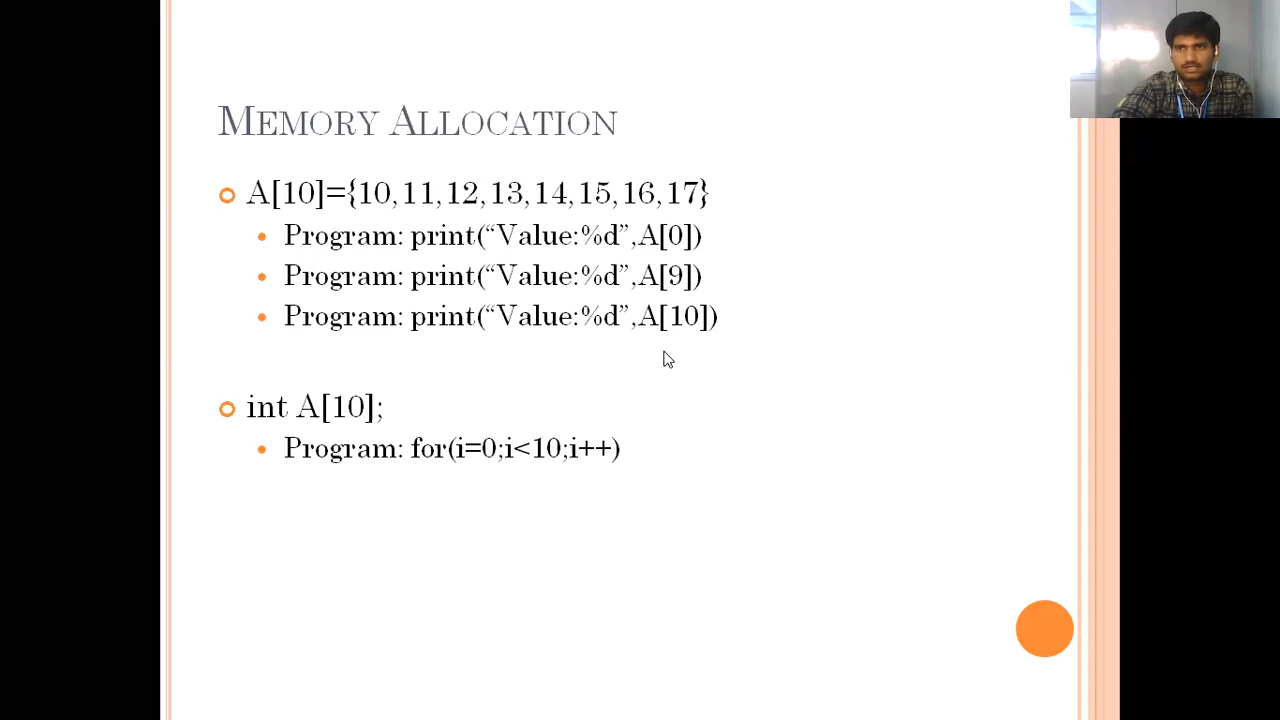 MEMORY ALLOCATION
A[10]={10,11,12,13,14,15,16,17}
Program: print(“Value:%d”,A[0])
Program: print(“Value:%d”,A[9])
Program: print(“Value:%d”,A[10])
int A[10];
Program: for(i=0;i<10;i++)